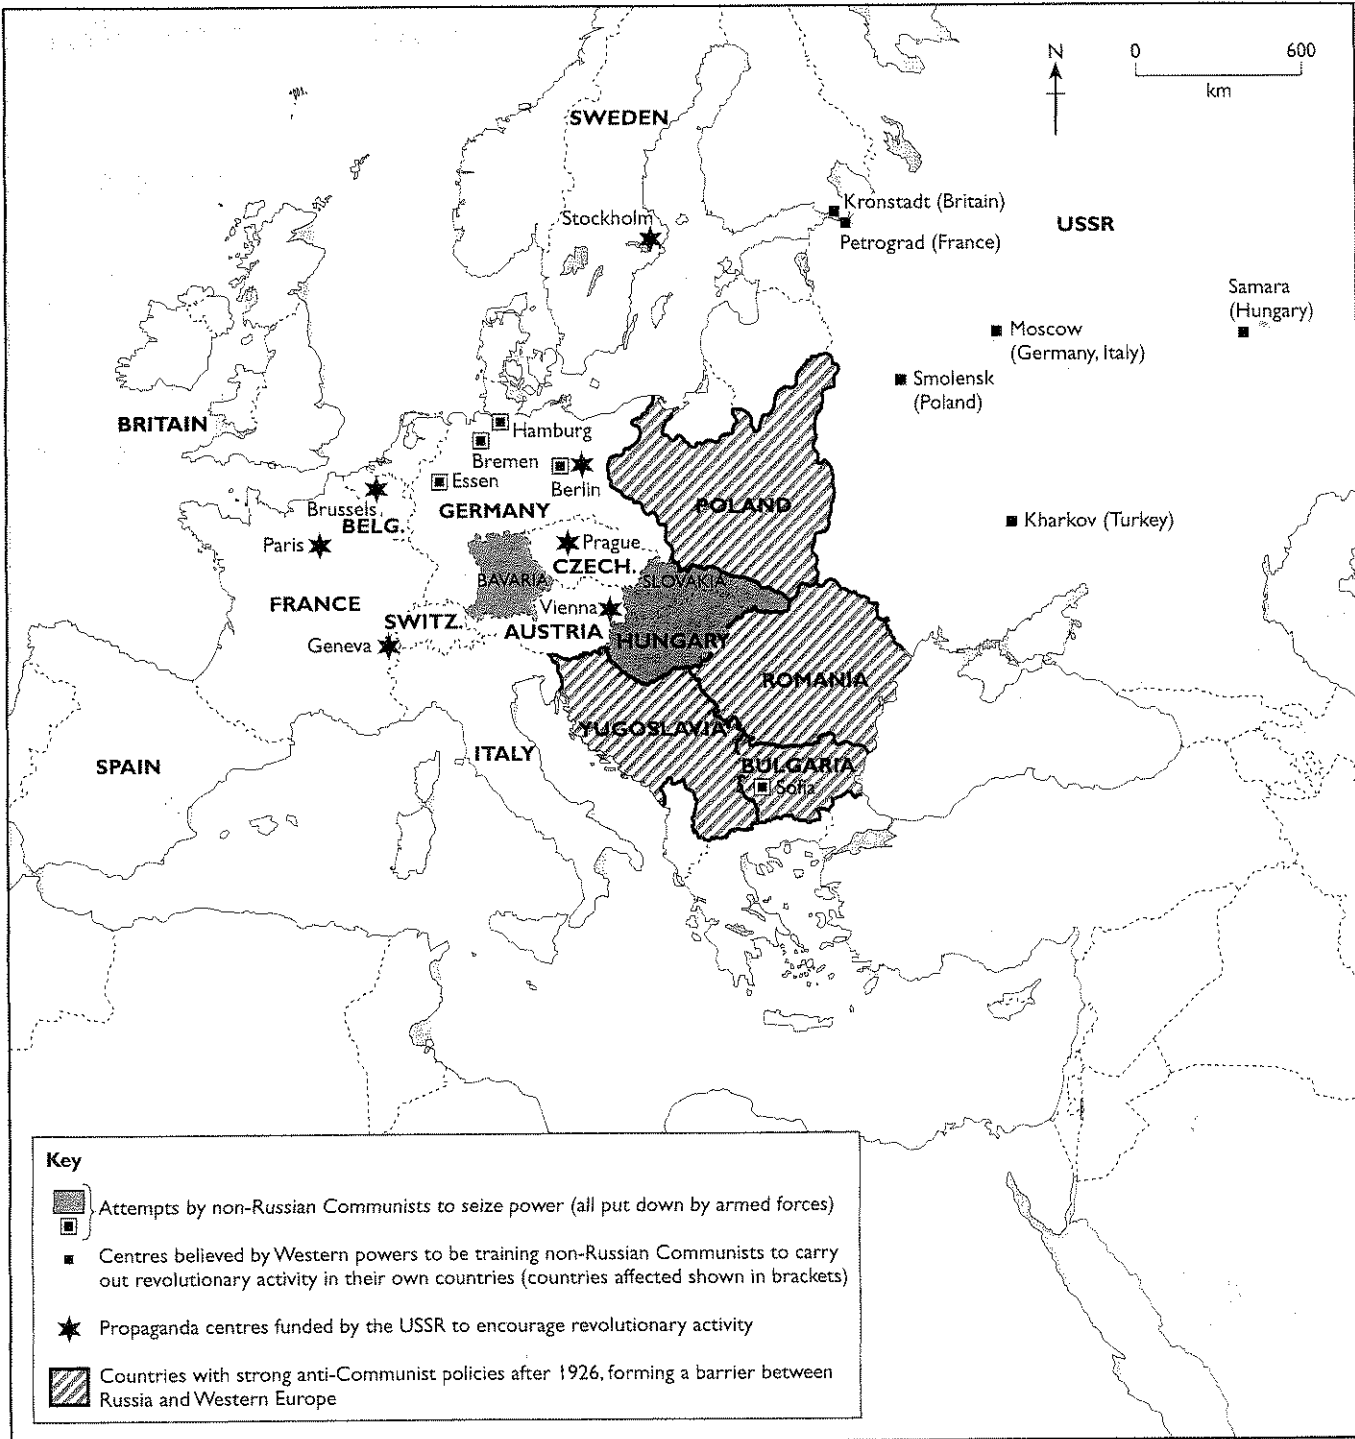 N
0 600
km
SWEDEN
Stockholm
Kronstadt (Britain)
Petrograd (France)
USSR
Samara
(Hungary)
Moscow
(Germany, Italy)
Smolensk
(Poland)
BRITAIN
Hamburg
Bremen
Berlin
Essen
Brussels
BELG.
GERMANY
POLAND
Kharkov (Turkey)
Paris
Prague
CZECH.
BAVARIA
SLOVAKIA
FRANCE
SWITZ.
Vienna
AUSTRIA
HUNGARY
Geneva
ROMANIA
YUGOSLAVIA
ITALY
SPAIN
BULGARIA
Sofia
Key
Attempts by non-Russian Communists to seize power (all put down by armed forces)
Centres believed by Western powers to be training non-Russian Communists to carry
out revolutionary activity in their own countries (countries affected shown in brackets)
Propaganda centres funded by the USSR to encourage revolutionary activity
Countries with strong anti-Communist policies after 1926, forming a barrier between
Russia and Western Europe